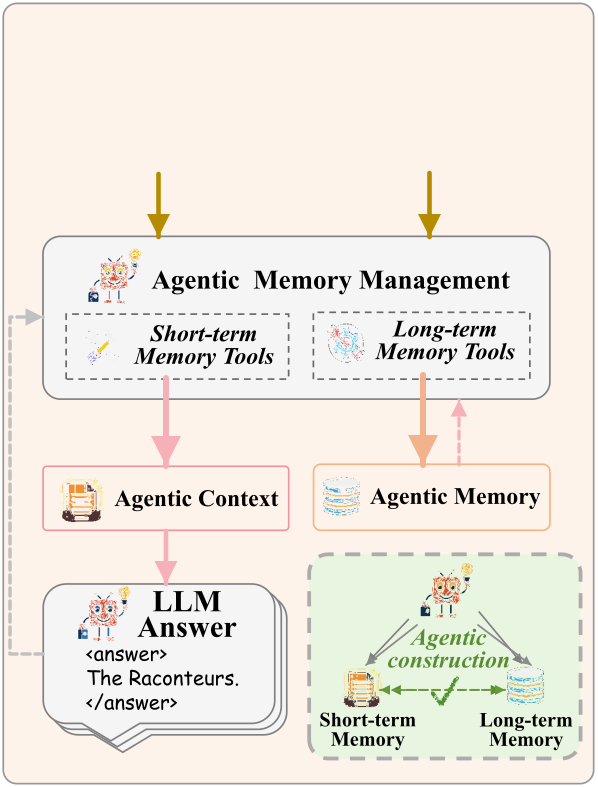 Agentic Memory Management
Short-term
Memory Tools
Long-term
Memory Tools
Agentic Context
Agentic Memory
LLM
Answer
<answer>
The Raconteurs.
</answer>
Agentic
construction
Short-term
Memory
Long-term
Memory